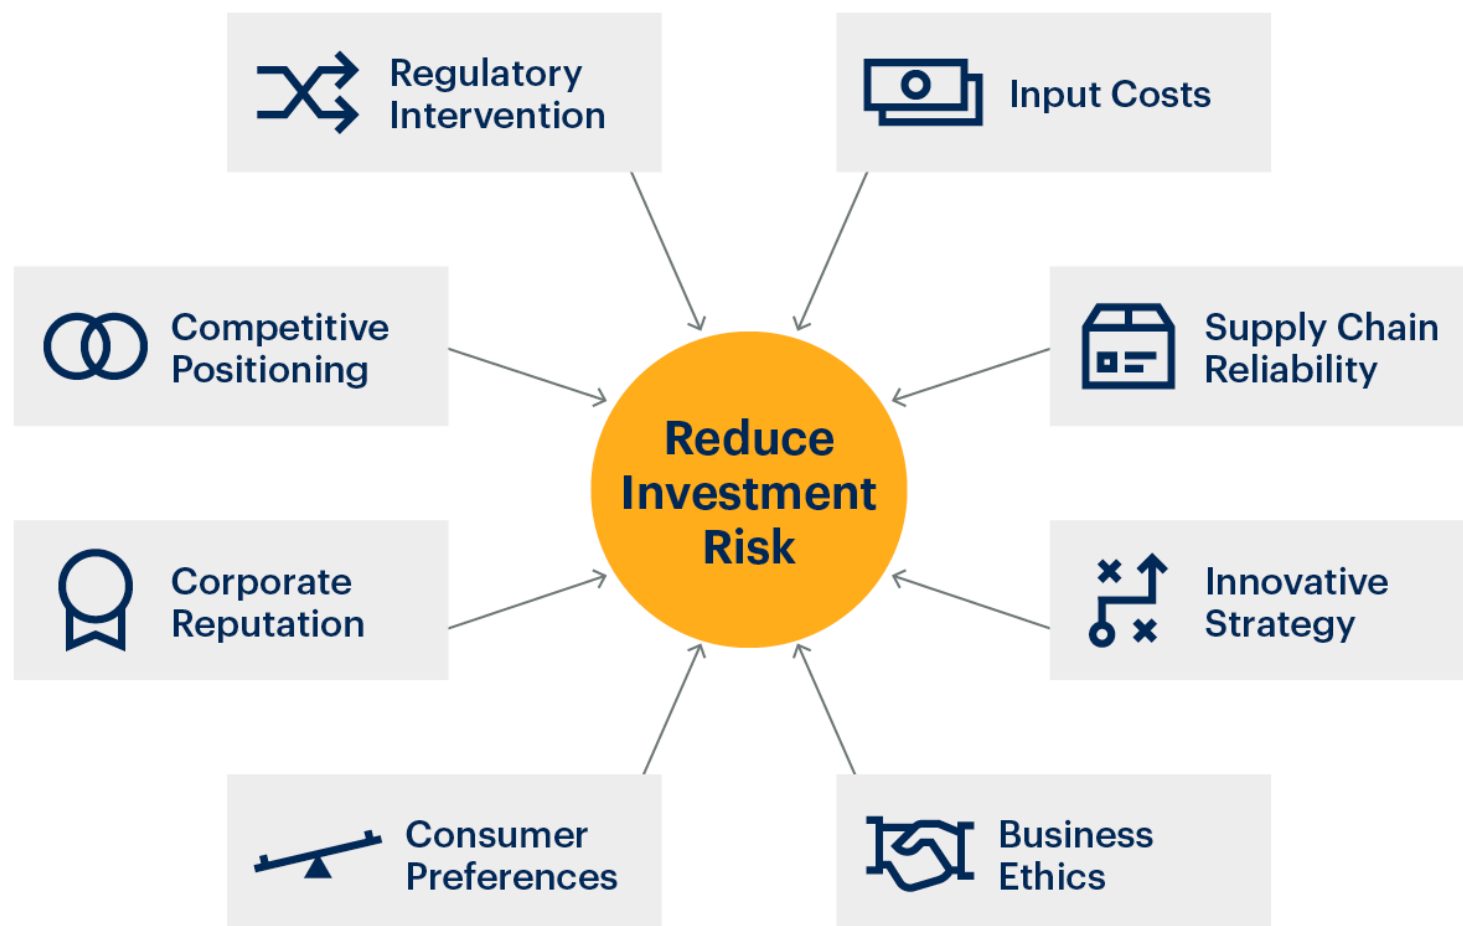 Regulatory
Intervention
Input Costs
Competitive
Positioning
Supply Chain
Reliability
Reduce
Investment
Risk
Corporate
Reputation
Innovative
Strategy
Consumer
Preferences
Business
Ethics